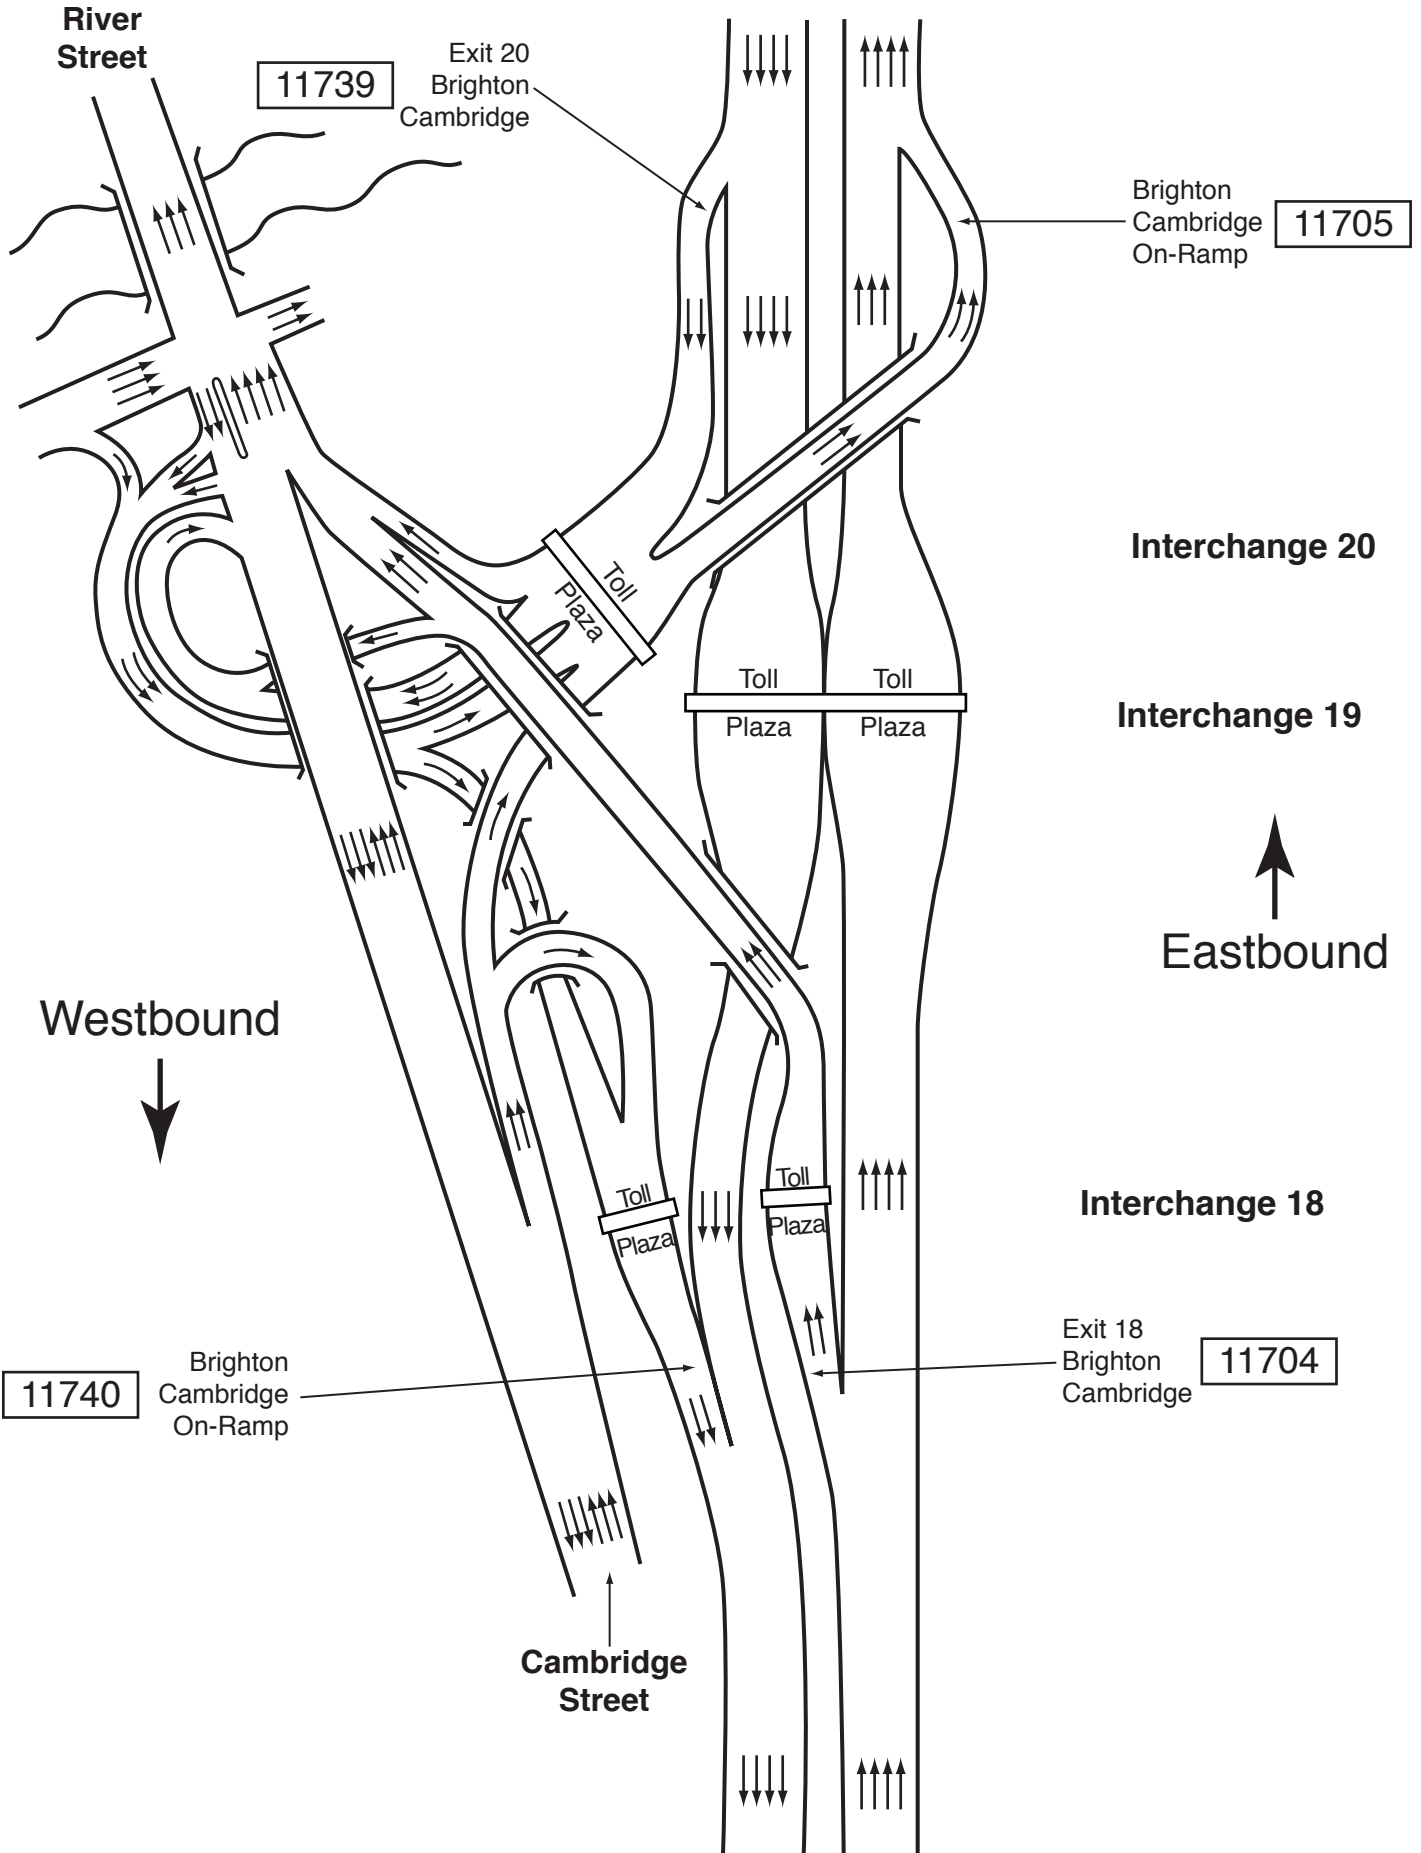 River
Street
11739
Exit 20
Brighton
Cambridge
Brighton
Cambridge
On-Ramp
11705
Interchange 20
Toll
Plaza
Toll
Toll
Plaza
Plaza
Interchange 19
Eastbound
Westbound
Interchange 18
Toll
Plaza
Toll
Plaza
Exit 18
Brighton
Cambridge
11704
11740
Brighton
Cambridge
On-Ramp
Cambridge
Street